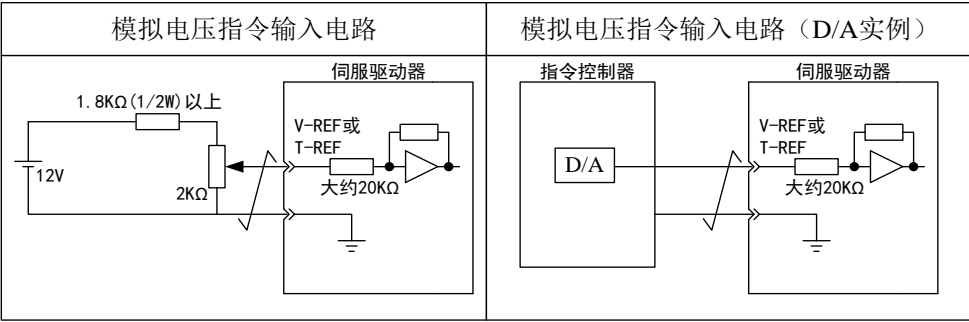 模拟电压指令输入电路
模拟电压指令输入电路（D/A实例）
伺服驱动器
1.8KΩ(1/2W)以上
V-REF或
T-REF
12V
2KΩ
大约20KΩ
指令控制器
伺服驱动器
V-REF或
T-REF
D/A
大约20KΩ